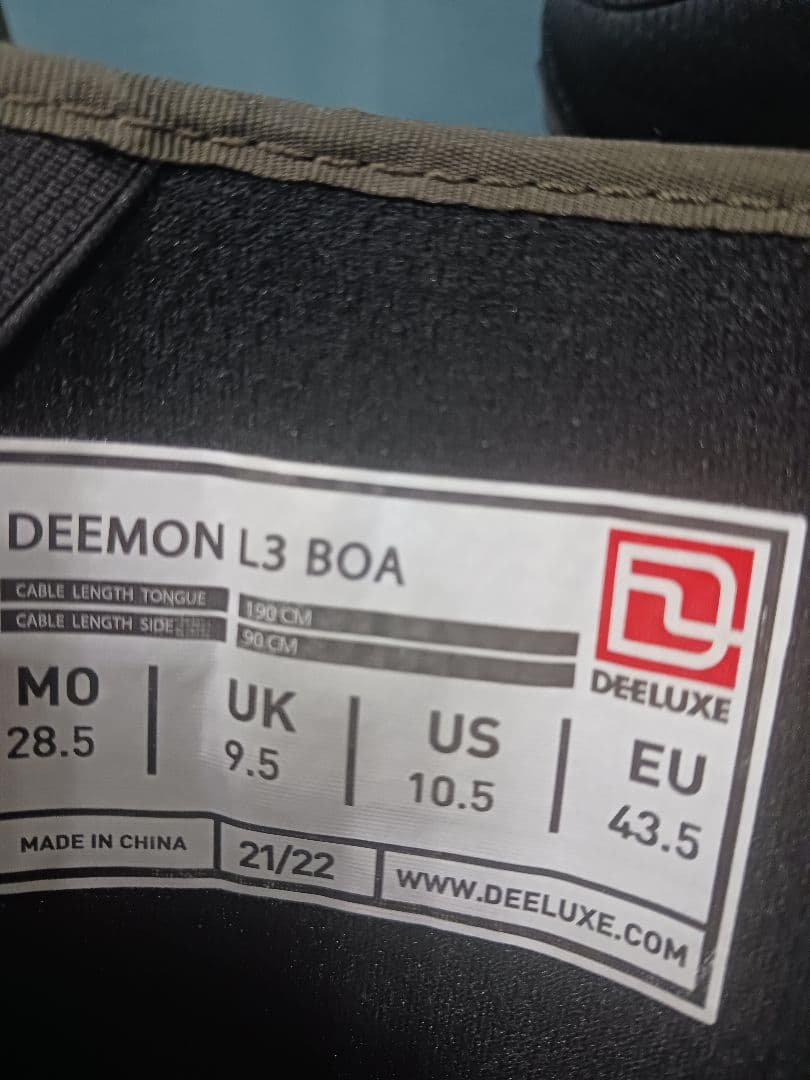 DEEMON L3 BOA
CABLE LENGTH TONGUE 190 CM
CABLE LENGTH SIDE 90 CM
DEELUXE
MO UK US EU
28.5 9.5 10.5 43.5
MADE IN CHINA 21/22 WWW.DEELUXE.COM